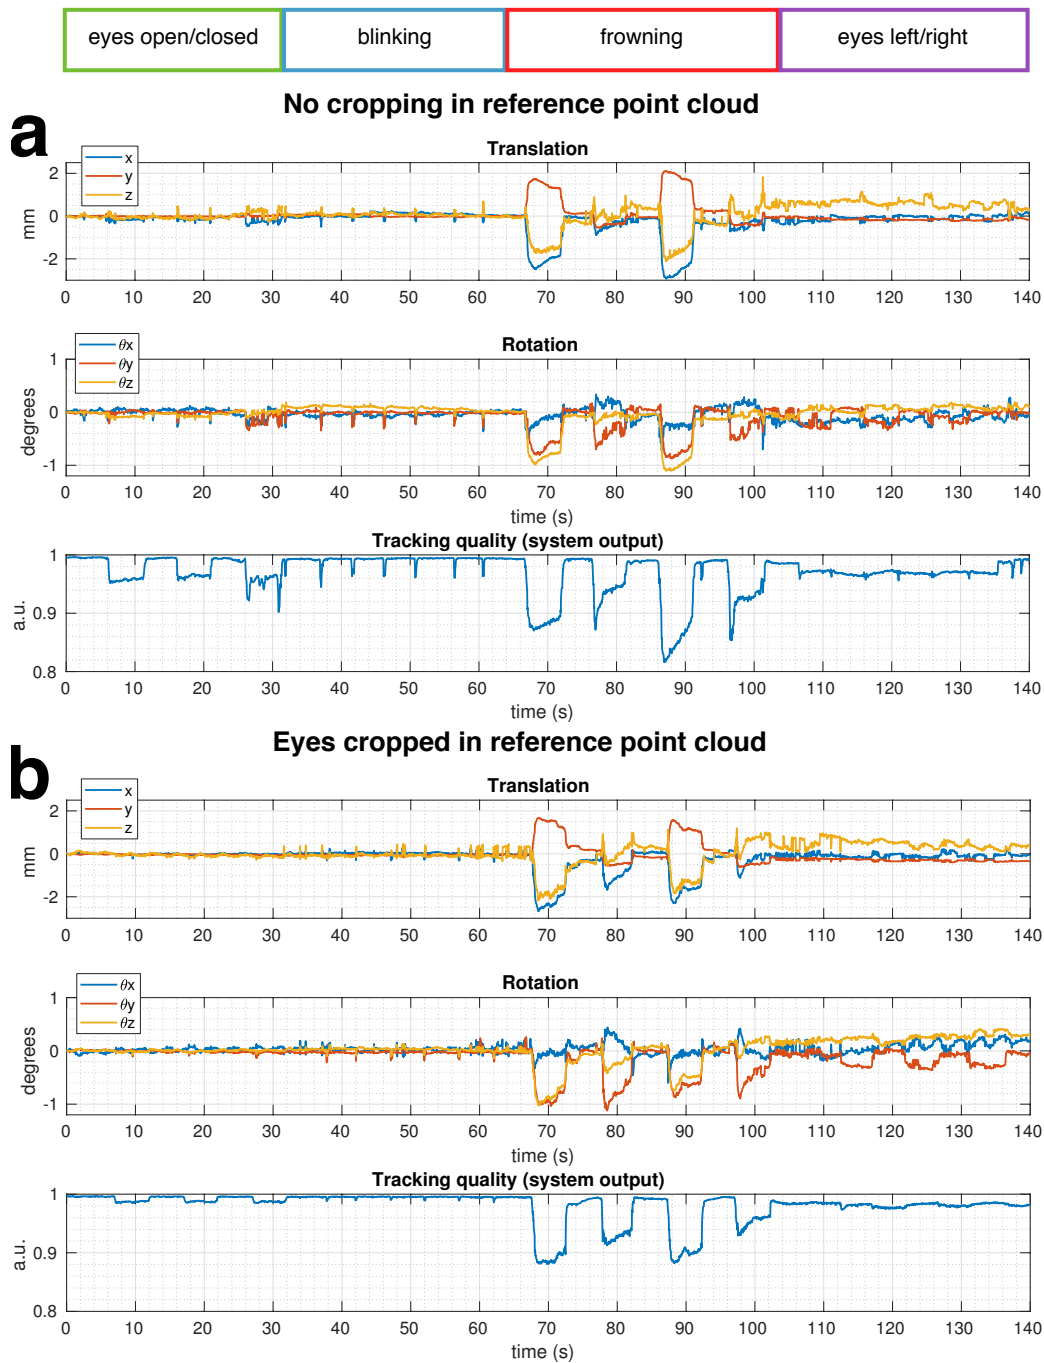 eyes open/closed blinking frowning eyes left/right
No cropping in reference point cloud
a
Translation
x
y
z
2
0
-2
mm
0 10 20 30 40 50 60 70 80 90 100 110 120 130 140
Rotation
θx
θy
θz
1
0
-1
degrees
0 10 20 30 40 50 60 70 80 90 100 110 120 130 140
time (s)
Tracking quality (system output)
1
0.9
0.8
a.u.
0 10 20 30 40 50 60 70 80 90 100 110 120 130 140
time (s)
Eyes cropped in reference point cloud
b
Translation
x
y
z
2
0
-2
mm
0 10 20 30 40 50 60 70 80 90 100 110 120 130 140
Rotation
θx
θy
θz
1
0
-1
degrees
0 10 20 30 40 50 60 70 80 90 100 110 120 130 140
time (s)
Tracking quality (system output)
1
0.9
0.8
a.u.
0 10 20 30 40 50 60 70 80 90 100 110 120 130 140
time (s)